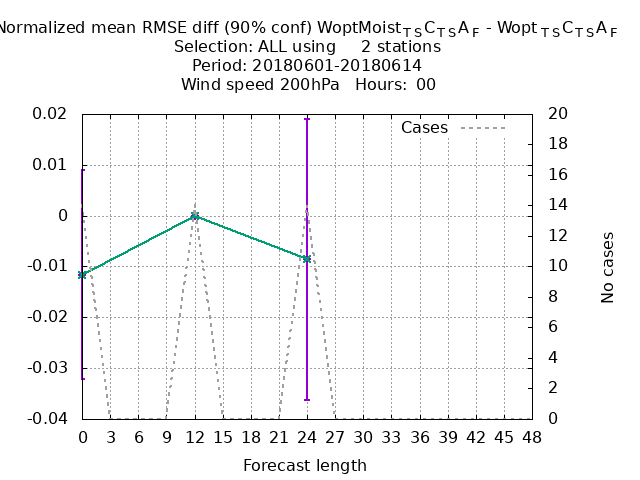 Normalized mean RMSE diff (90% conf) WoptMoist T S C T S A F - Wopt T S C T S A F
Selection: ALL using 2 stations
Period: 20180601-20180614
Wind speed 200hPa Hours: 00
Cases
0.02
0.01
0
-0.01
-0.02
-0.03
-0.04
20
18
16
14
12
10
8
6
4
2
0
No cases
0 3 6 9 12 15 18 21 24 27 30 33 36 39 42 45 48
Forecast length